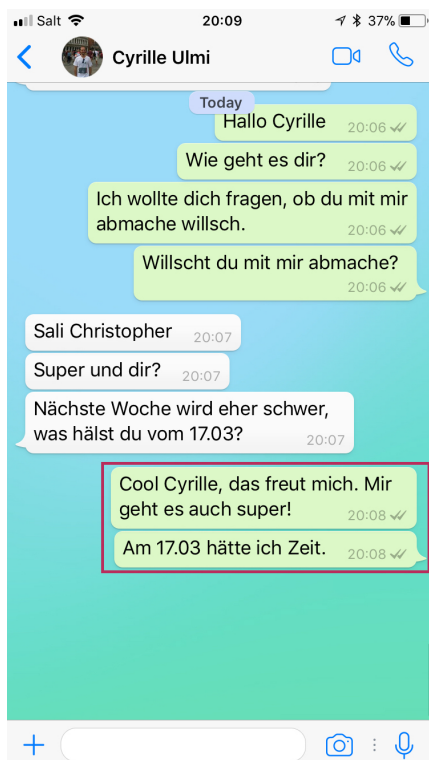 Salt 20:09 37%
Cyrille Ulmi
Today
Hallo Cyrille 20:06
Wie geht es dir? 20:06
Ich wollte dich fragen, ob du mit mir
abmache willsch. 20:06
Willscht du mit mir abmache?
20:06
Sali Christopher 20:07
Super und dir? 20:07
Nächste Woche wird eher schwer,
was hälst du vom 17.03? 20:07
Cool Cyrille, das freut mich. Mir
geht es auch super! 20:08
Am 17.03 hätte ich Zeit. 20:08